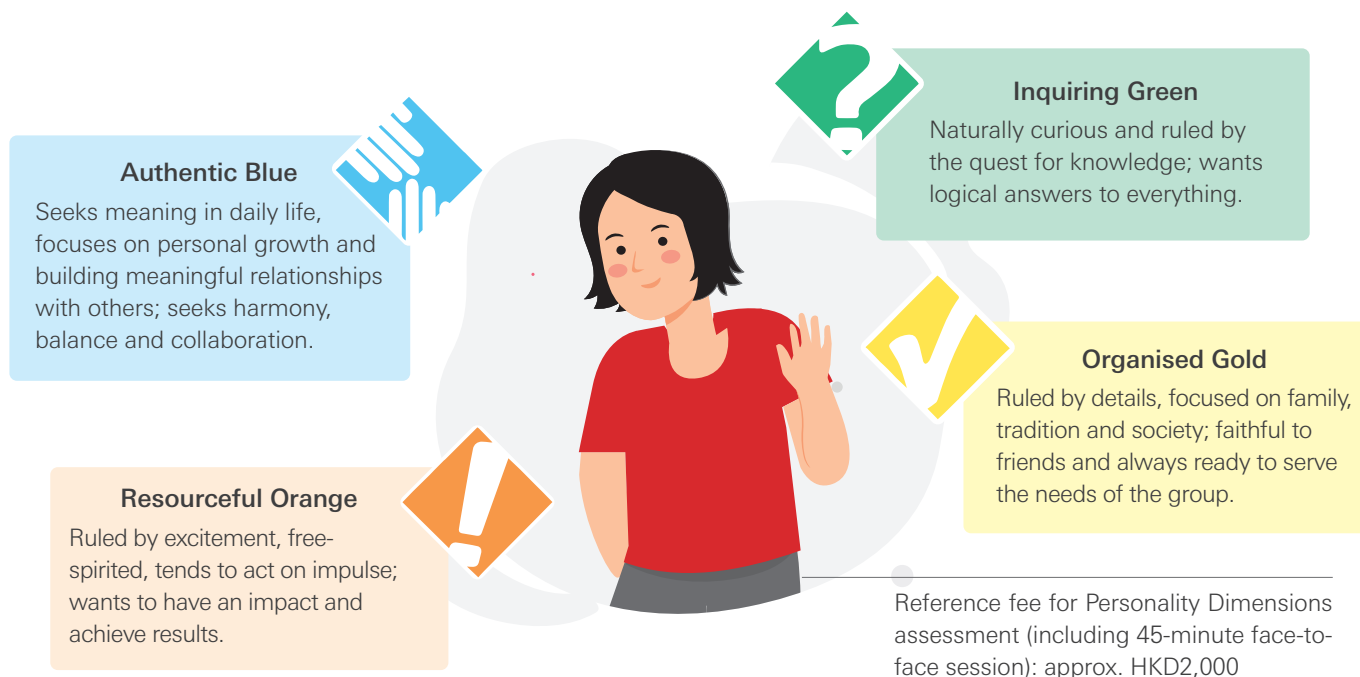 Authentic Blue
Seeks meaning in daily life,
focuses on personal growth and
building meaningful relationships
with others; seeks harmony,
balance and collaboration.
Inquiring Green
Naturally curious and ruled by
the quest for knowledge; wants
logical answers to everything.
Resourceful Orange
Ruled by excitement, free-
spirited, tends to act on impulse;
wants to have an impact and
achieve results.
Organised Gold
Ruled by details, focused on family,
tradition and society; faithful to
friends and always ready to serve
the needs of the group.
Reference fee for Personality Dimensions
assessment (including 45-minute face-to-
face session): approx. HKD2,000